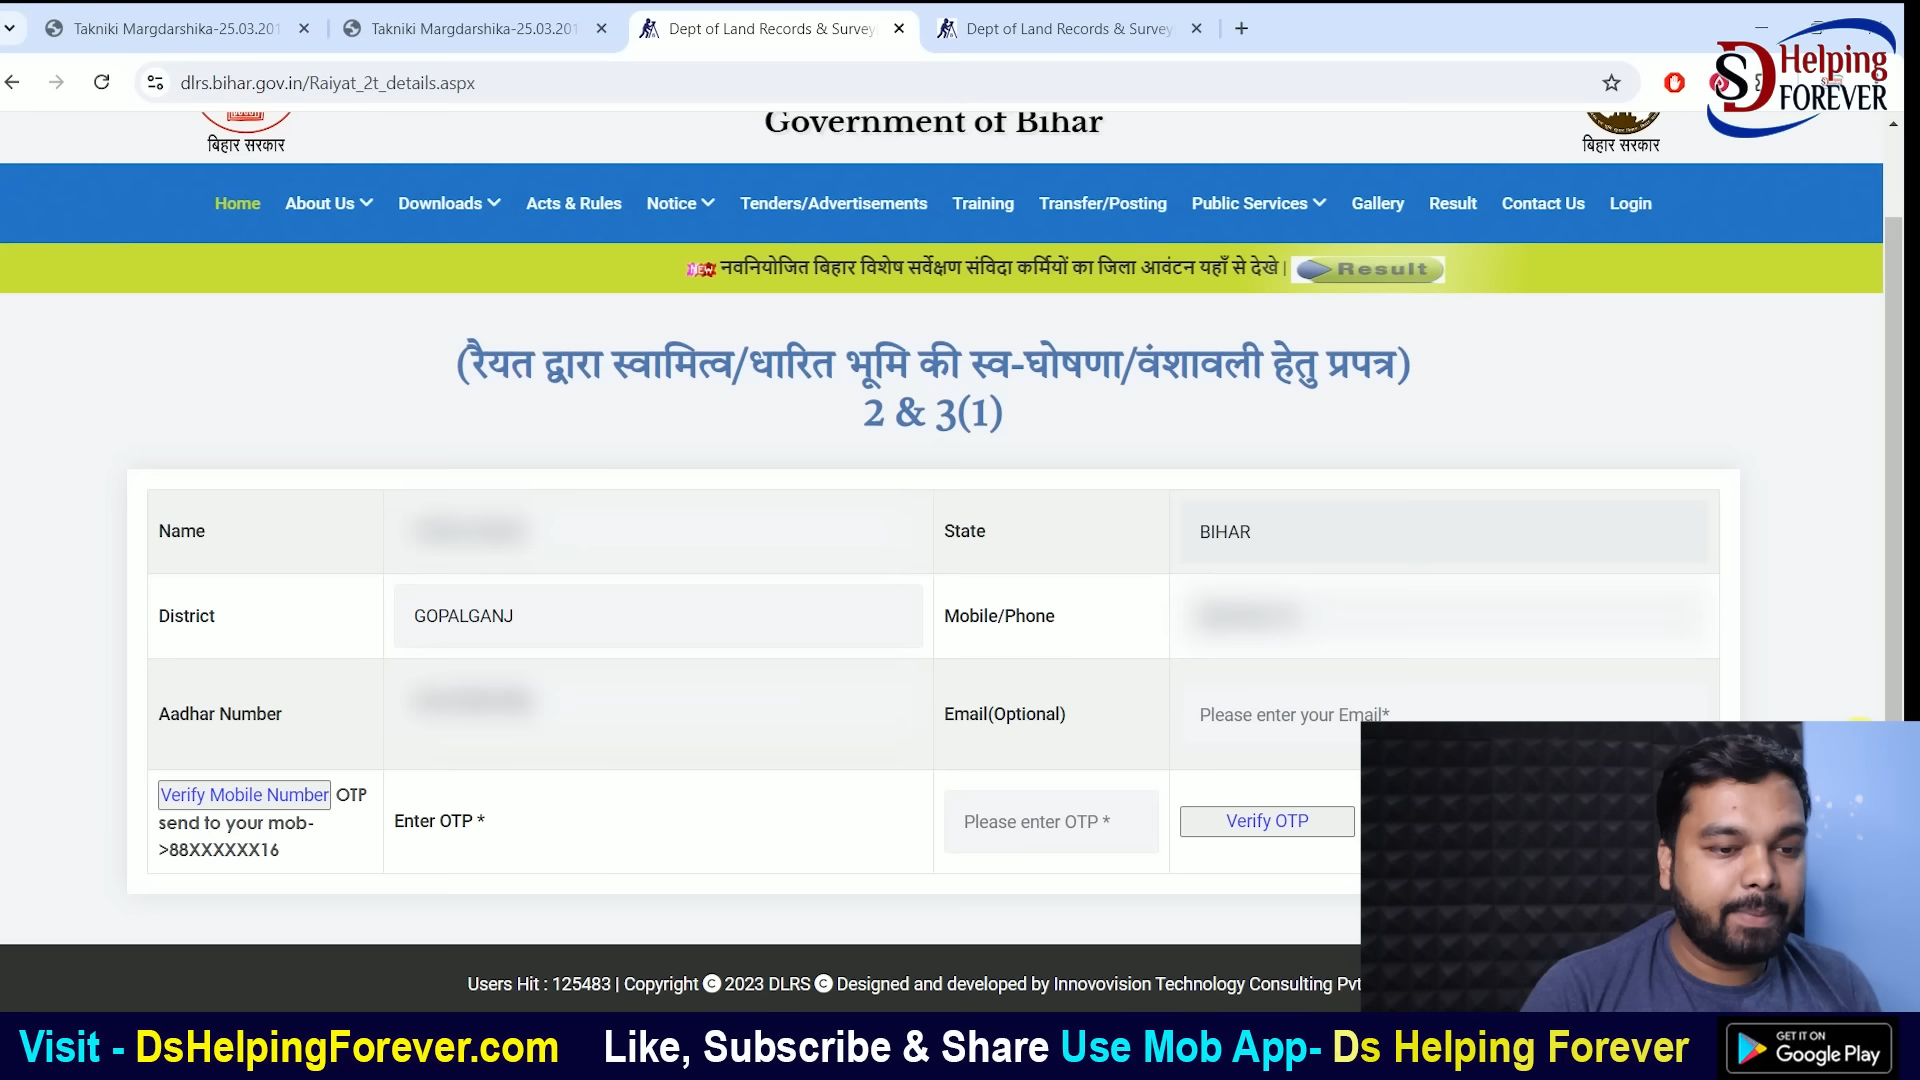 Takniki Margdarshika-25.03.201
Takniki Margdarshika-25.03.201
Dept of Land Records & Survey
Dept of Land Records & Survey
dlrs.bihar.gov.in/Raiyat_2t_details.aspx
SD Helping FOREVER
बिहार सरकार
Government of Bihar
बिहार सरकार
Home About Us Downloads Acts & Rules Notice Tenders/Advertisements Training Transfer/Posting Public Services Gallery Result Contact Us Login
NEW नवनियोजित बिहार विशेष सर्वेक्षण संविदा कर्मियों का जिला आवंटन यहाँ से देखे | Result
(रैयत द्वारा स्वामित्व/धारित भूमि की स्व-घोषणा/वंशावली हेतु प्रपत्र)
2 & 3(1)
Name
State
BIHAR
District
GOPALGANJ
Mobile/Phone
Aadhar Number
Email(Optional)
Please enter your Email*
Verify Mobile Number OTP
send to your mob-
>88XXXXXX16
Enter OTP *
Please enter OTP *
Verify OTP
Users Hit : 125483 | Copyright © 2023 DLRS © Designed and developed by Innovovision Technology Consulting Pvt
Visit - DsHelpingForever.com Like, Subscribe & Share Use Mob App- Ds Helping Forever
GET IT ON
Google Play